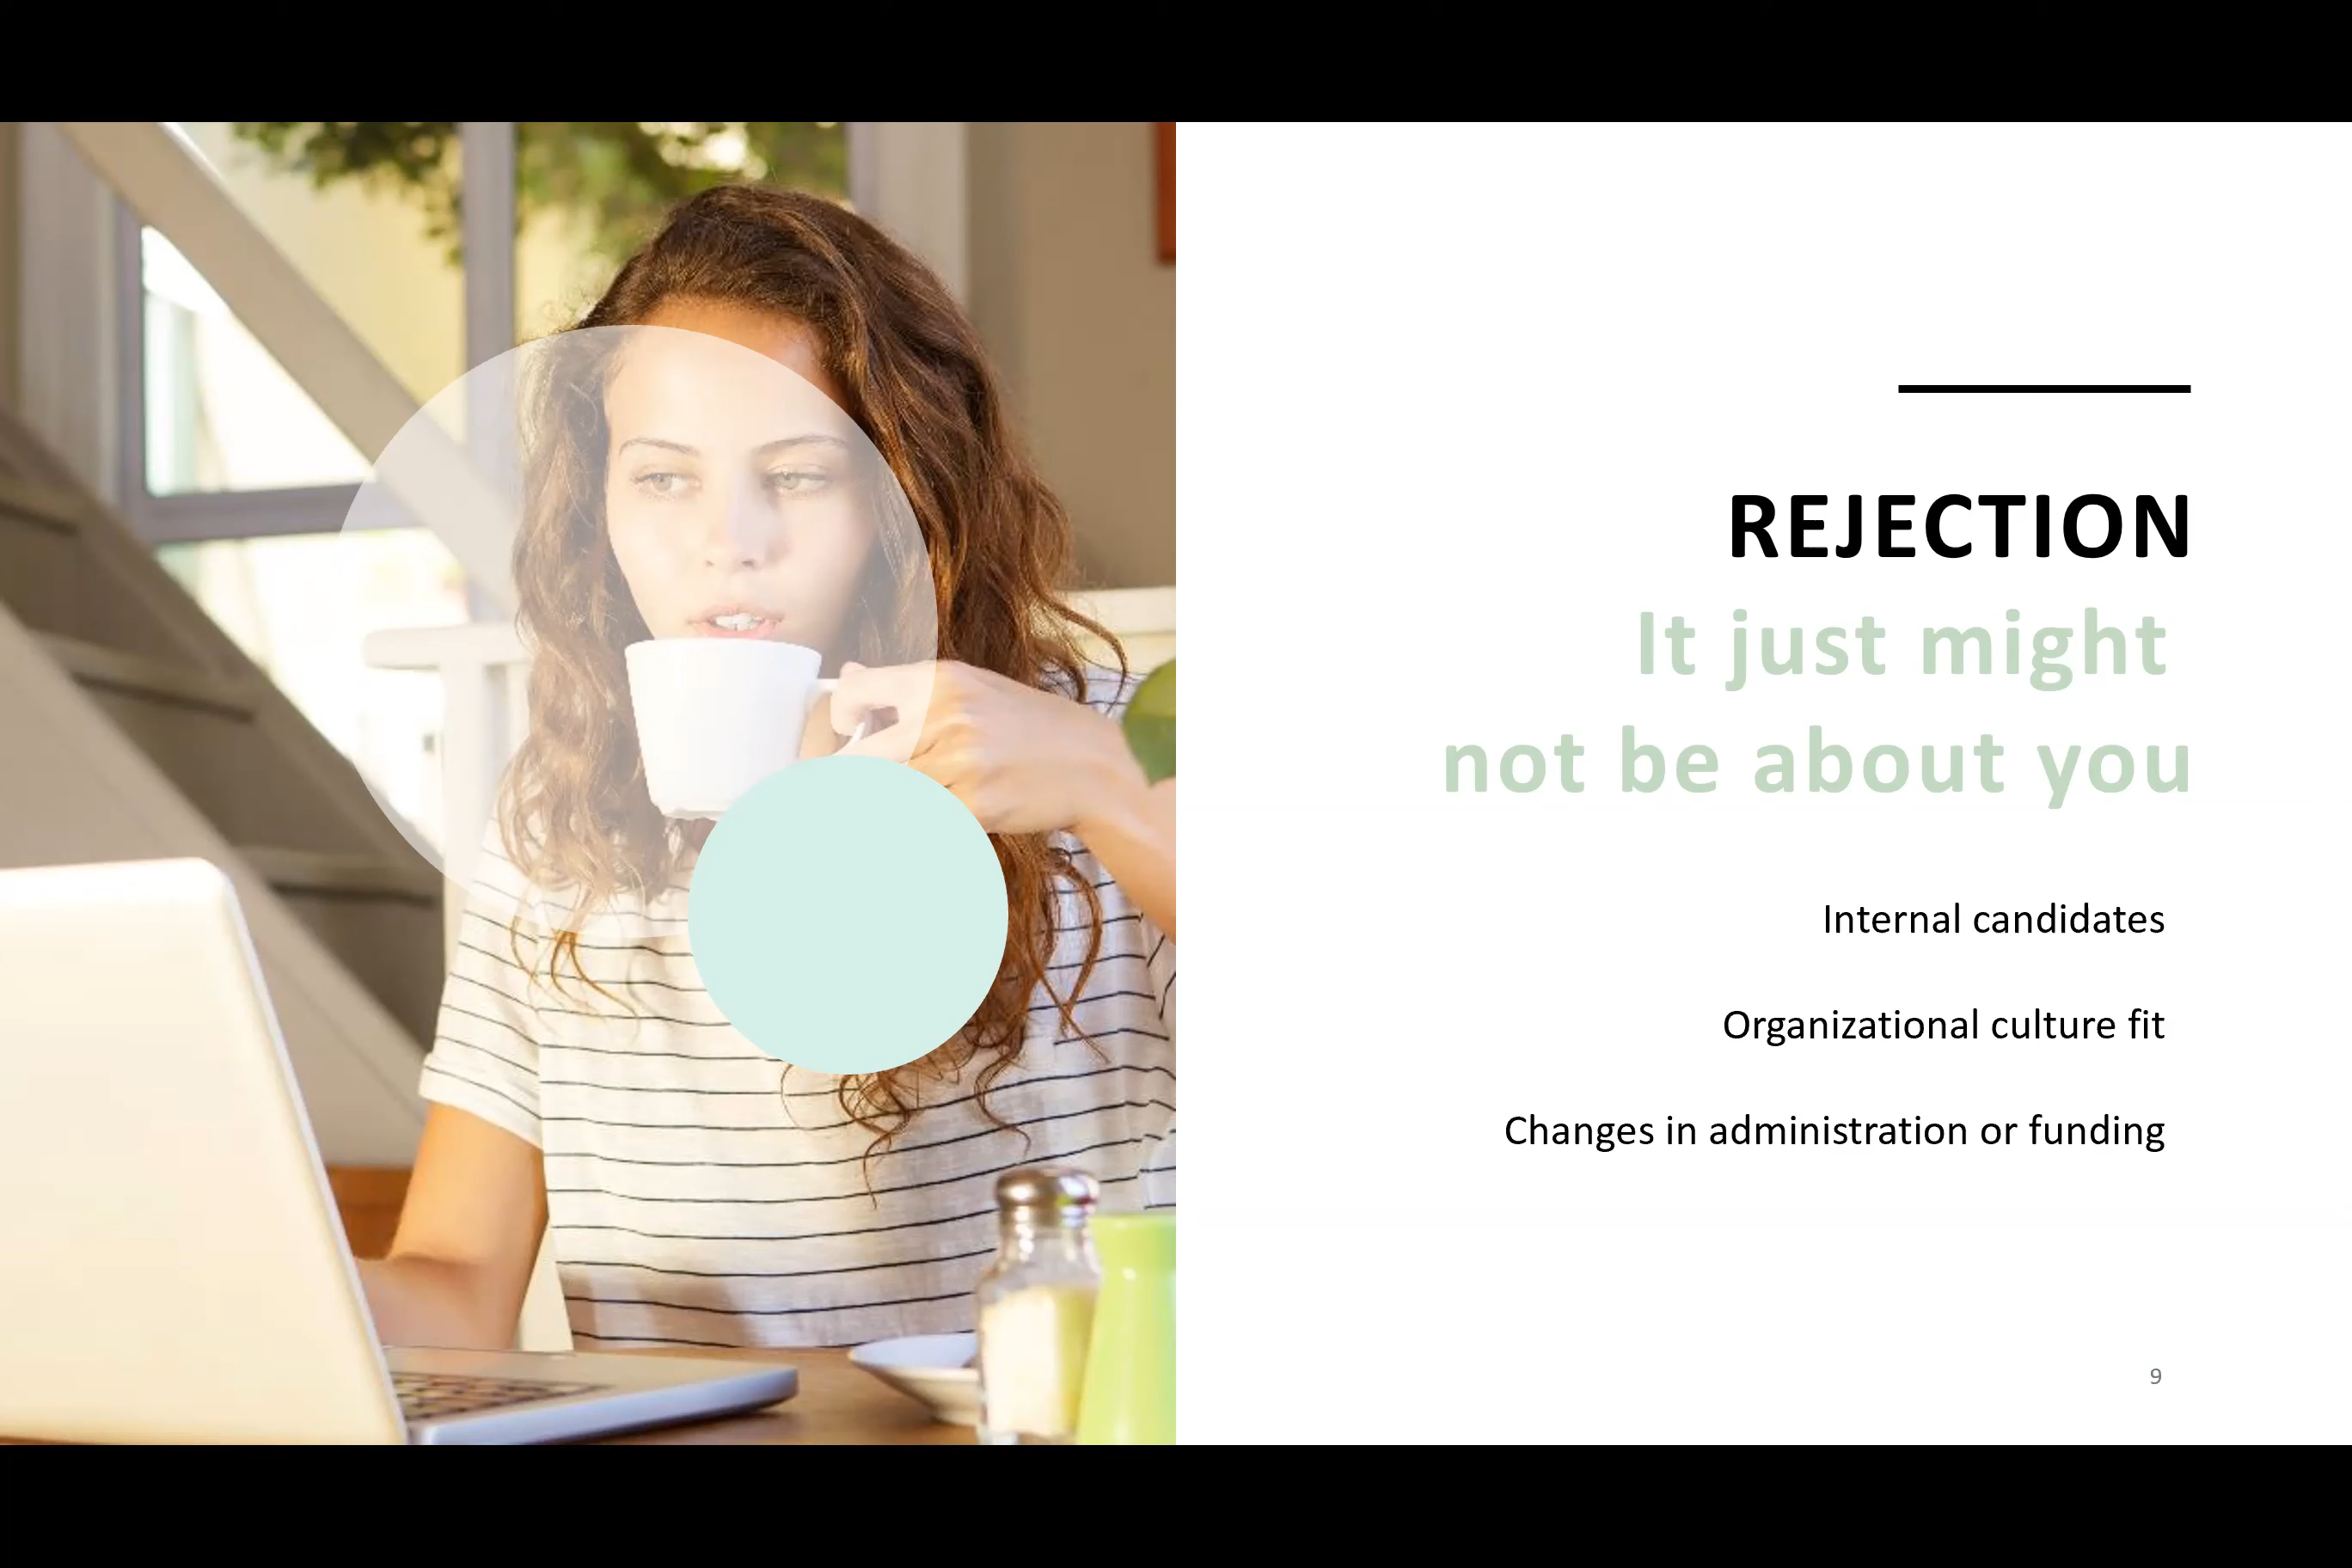 REJECTION
It just might
not be about you
Internal candidates
Organizational culture fit
Changes in administration or funding
9